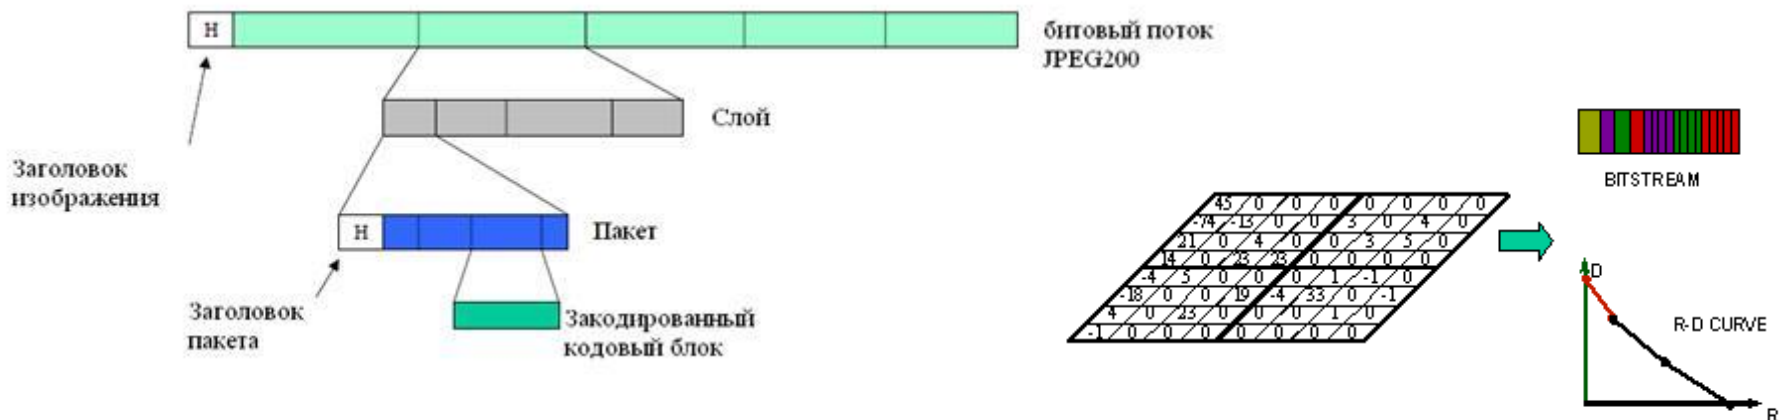 H
битовый поток
JPEG200
Слой
Заголовок
изображения
H
Пакет
Заголовок
пакета
Закодированный
кодовый блок
45 0 0 0 0 0 0 0
-74 -13 0 0 3 0 4 0
21 0 4 0 0 3 5 0
14 0 23 23 0 0 0 0
-4 5 0 0 0 1 -1 0
-18 0 0 19 -4 33 0 -1
4 0 23 0 0 0 1 0
-1 0 0 0 0 0 0 0
BITSTREAM
D
R-D CURVE
R